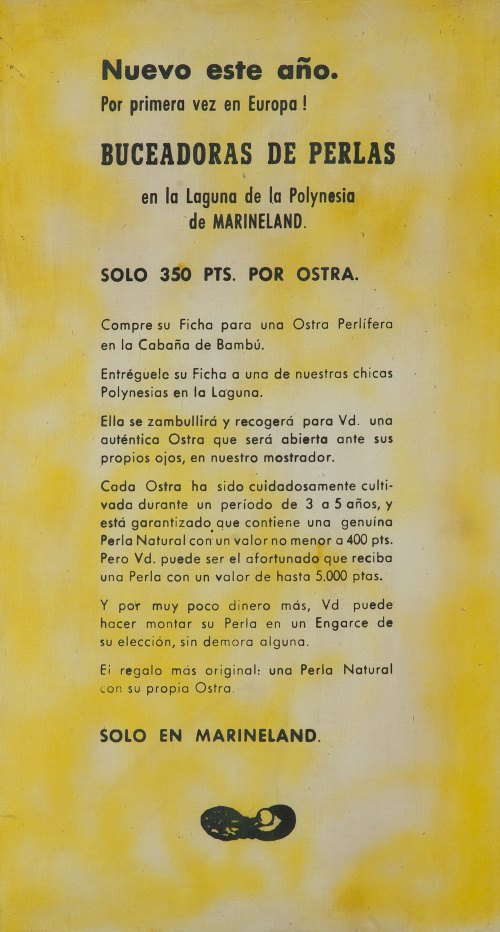 Nuevo este año.
Por primera vez en Europa!
BUCEADORAS DE PERLAS
en la Laguna de la Polynesia
de MARINELAND.
SOLO 350 PTS. POR OSTRA.
Compre su Ficha para una Ostra Perlífera
en la Cabaña de Bambú.
Entréguele su Ficha a una de nuestras chicas
Polynesias en la Laguna.
Ella se zambullirá y recogerá para Vd. una
auténtica Ostra que será abierta ante sus
propios ojos, en nuestro mostrador.
Cada Ostra ha sido cuidadosamente culti-
vada durante un período de 3 a 5 años, y
está garantizado que contiene una genuina
Perla Natural con un valor no menor a 400 pts.
Pero Vd. puede ser el afortunado que reciba
una Perla con un valor de hasta 5.000 ptas.
Y por muy poco dinero más, Vd puede
hacer montar su Perla en un Engarce de
su elección, sin demora alguna.
El regalo más original: una Perla Natural
con su propia Ostra.
SOLO EN MARINELAND.